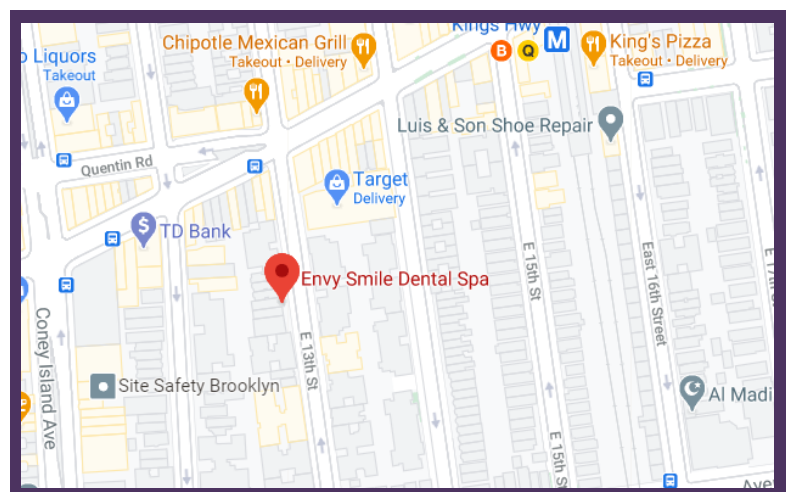 Kings Hwy
M
B
Q
Chipotle Mexican Grill
Takeout • Delivery
King's Pizza
Takeout • Delivery
Liquors
Takeout
Luis & Son Shoe Repair
Quentin Rd
Target
Delivery
$
TD Bank
E 15th St
East 16th Street
Envy Smile Dental Spa
Coney Island Ave
E 13th St
Site Safety Brooklyn
Al Madi
E 15th St